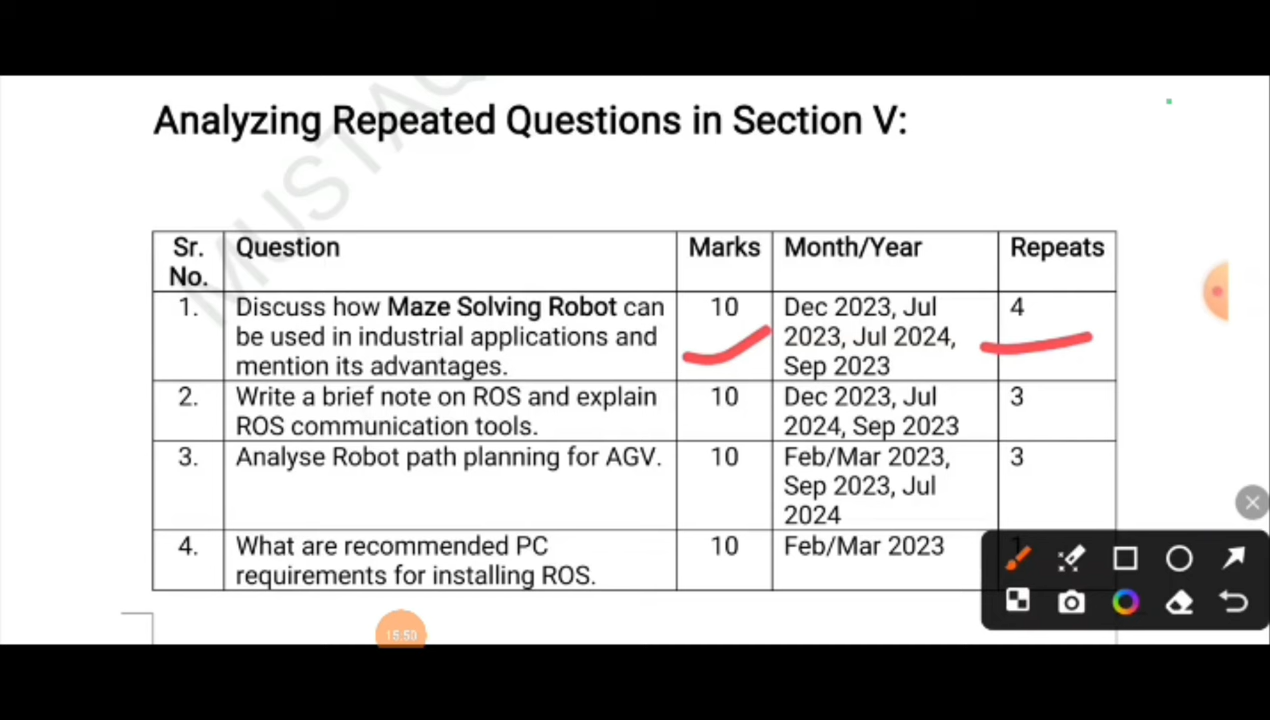 Analyzing Repeated Questions in Section V:
MUSTAQ
Sr. No. Question Marks Month/Year Repeats
1. Discuss how Maze Solving Robot can 10 Dec 2023, Jul 4
be used in industrial applications and 2023, Jul 2024,
mention its advantages. Sep 2023
2. Write a brief note on ROS and explain 10 Dec 2023, Jul 3
ROS communication tools. 2024, Sep 2023
3. Analyse Robot path planning for AGV. 10 Feb/Mar 2023, 3
Sep 2023, Jul
2024
4. What are recommended PC 10 Feb/Mar 2023 1
requirements for installing ROS.
15:50